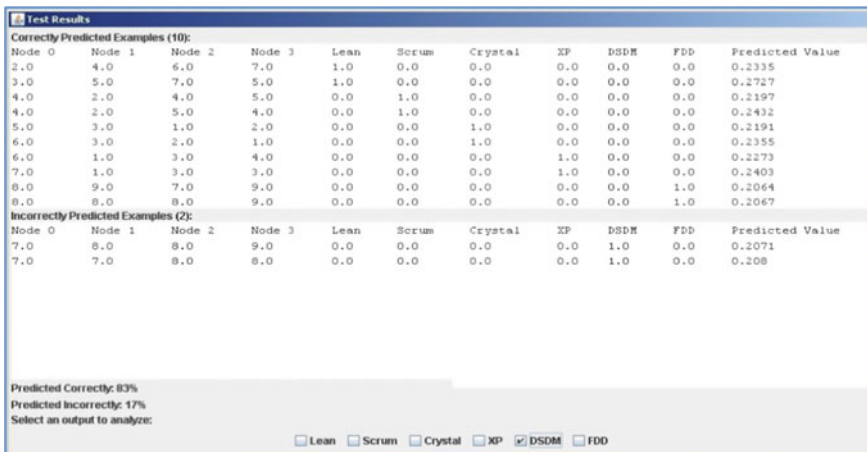 Test Results
Correctly Predicted Examples (10):
Node 0 Node 1 Node 2 Node 3 Lean Scrum Crystal XP DSDM FDD Predicted Value
2.0 4.0 6.0 7.0 1.0 0.0 0.0 0.0 0.0 0.0 0.2335
3.0 5.0 7.0 5.0 1.0 0.0 0.0 0.0 0.0 0.0 0.2727
4.0 2.0 4.0 5.0 0.0 1.0 0.0 0.0 0.0 0.0 0.2197
4.0 2.0 5.0 4.0 0.0 1.0 0.0 0.0 0.0 0.0 0.2432
5.0 3.0 1.0 2.0 0.0 0.0 1.0 0.0 0.0 0.0 0.2191
6.0 3.0 2.0 1.0 0.0 0.0 1.0 0.0 0.0 0.0 0.2355
6.0 1.0 3.0 4.0 0.0 0.0 0.0 1.0 0.0 0.0 0.2273
7.0 1.0 3.0 3.0 0.0 0.0 0.0 1.0 0.0 0.0 0.2403
8.0 9.0 7.0 9.0 0.0 0.0 0.0 0.0 0.0 1.0 0.2064
8.0 8.0 8.0 9.0 0.0 0.0 0.0 0.0 0.0 1.0 0.2067
Incorrectly Predicted Examples (2):
Node 0 Node 1 Node 2 Node 3 Lean Scrum Crystal XP DSDM FDD Predicted Value
7.0 8.0 8.0 9.0 0.0 0.0 0.0 0.0 1.0 0.0 0.2071
7.0 7.0 8.0 8.0 0.0 0.0 0.0 0.0 1.0 0.0 0.208
Predicted Correctly: 83%
Predicted Incorrectly: 17%
Select an output to analyze:
Lean Scrum Crystal XP DSDM FDD